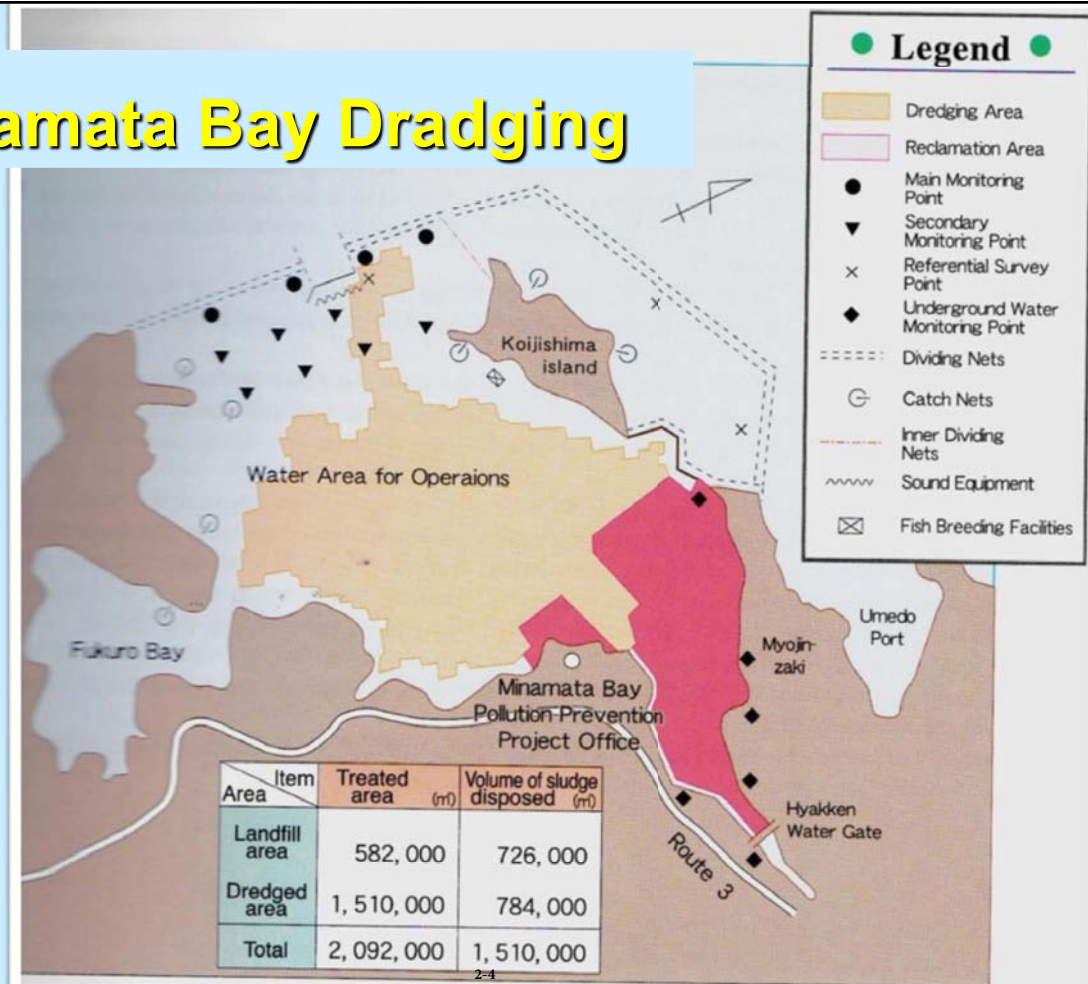 amata Bay Dradging
Legend
Dredging Area
Reclamation Area
Main Monitoring
Point
Secondary
Monitoring Point
Referential Survey
Point
Underground Water
Monitoring Point
Dividing Nets
Catch Nets
Inner Dividing
Nets
Sound Equipment
Fish Breeding Facilities
Koijishima
island
Water Area for Operaions
Fukuro Bay
Umedo
Port
Myojin-
zaki
Minamata Bay
Pollution-Prevention
Project Office
Hyakken
Water Gate
Route 3
Item
Area
Treated
area (㎡)
Volume of sludge
disposed (㎥)
Landfill
area
582,000 726,000
Dredged
area
1,510,000 784,000
Total 2,092,000 1,510,000
2-4